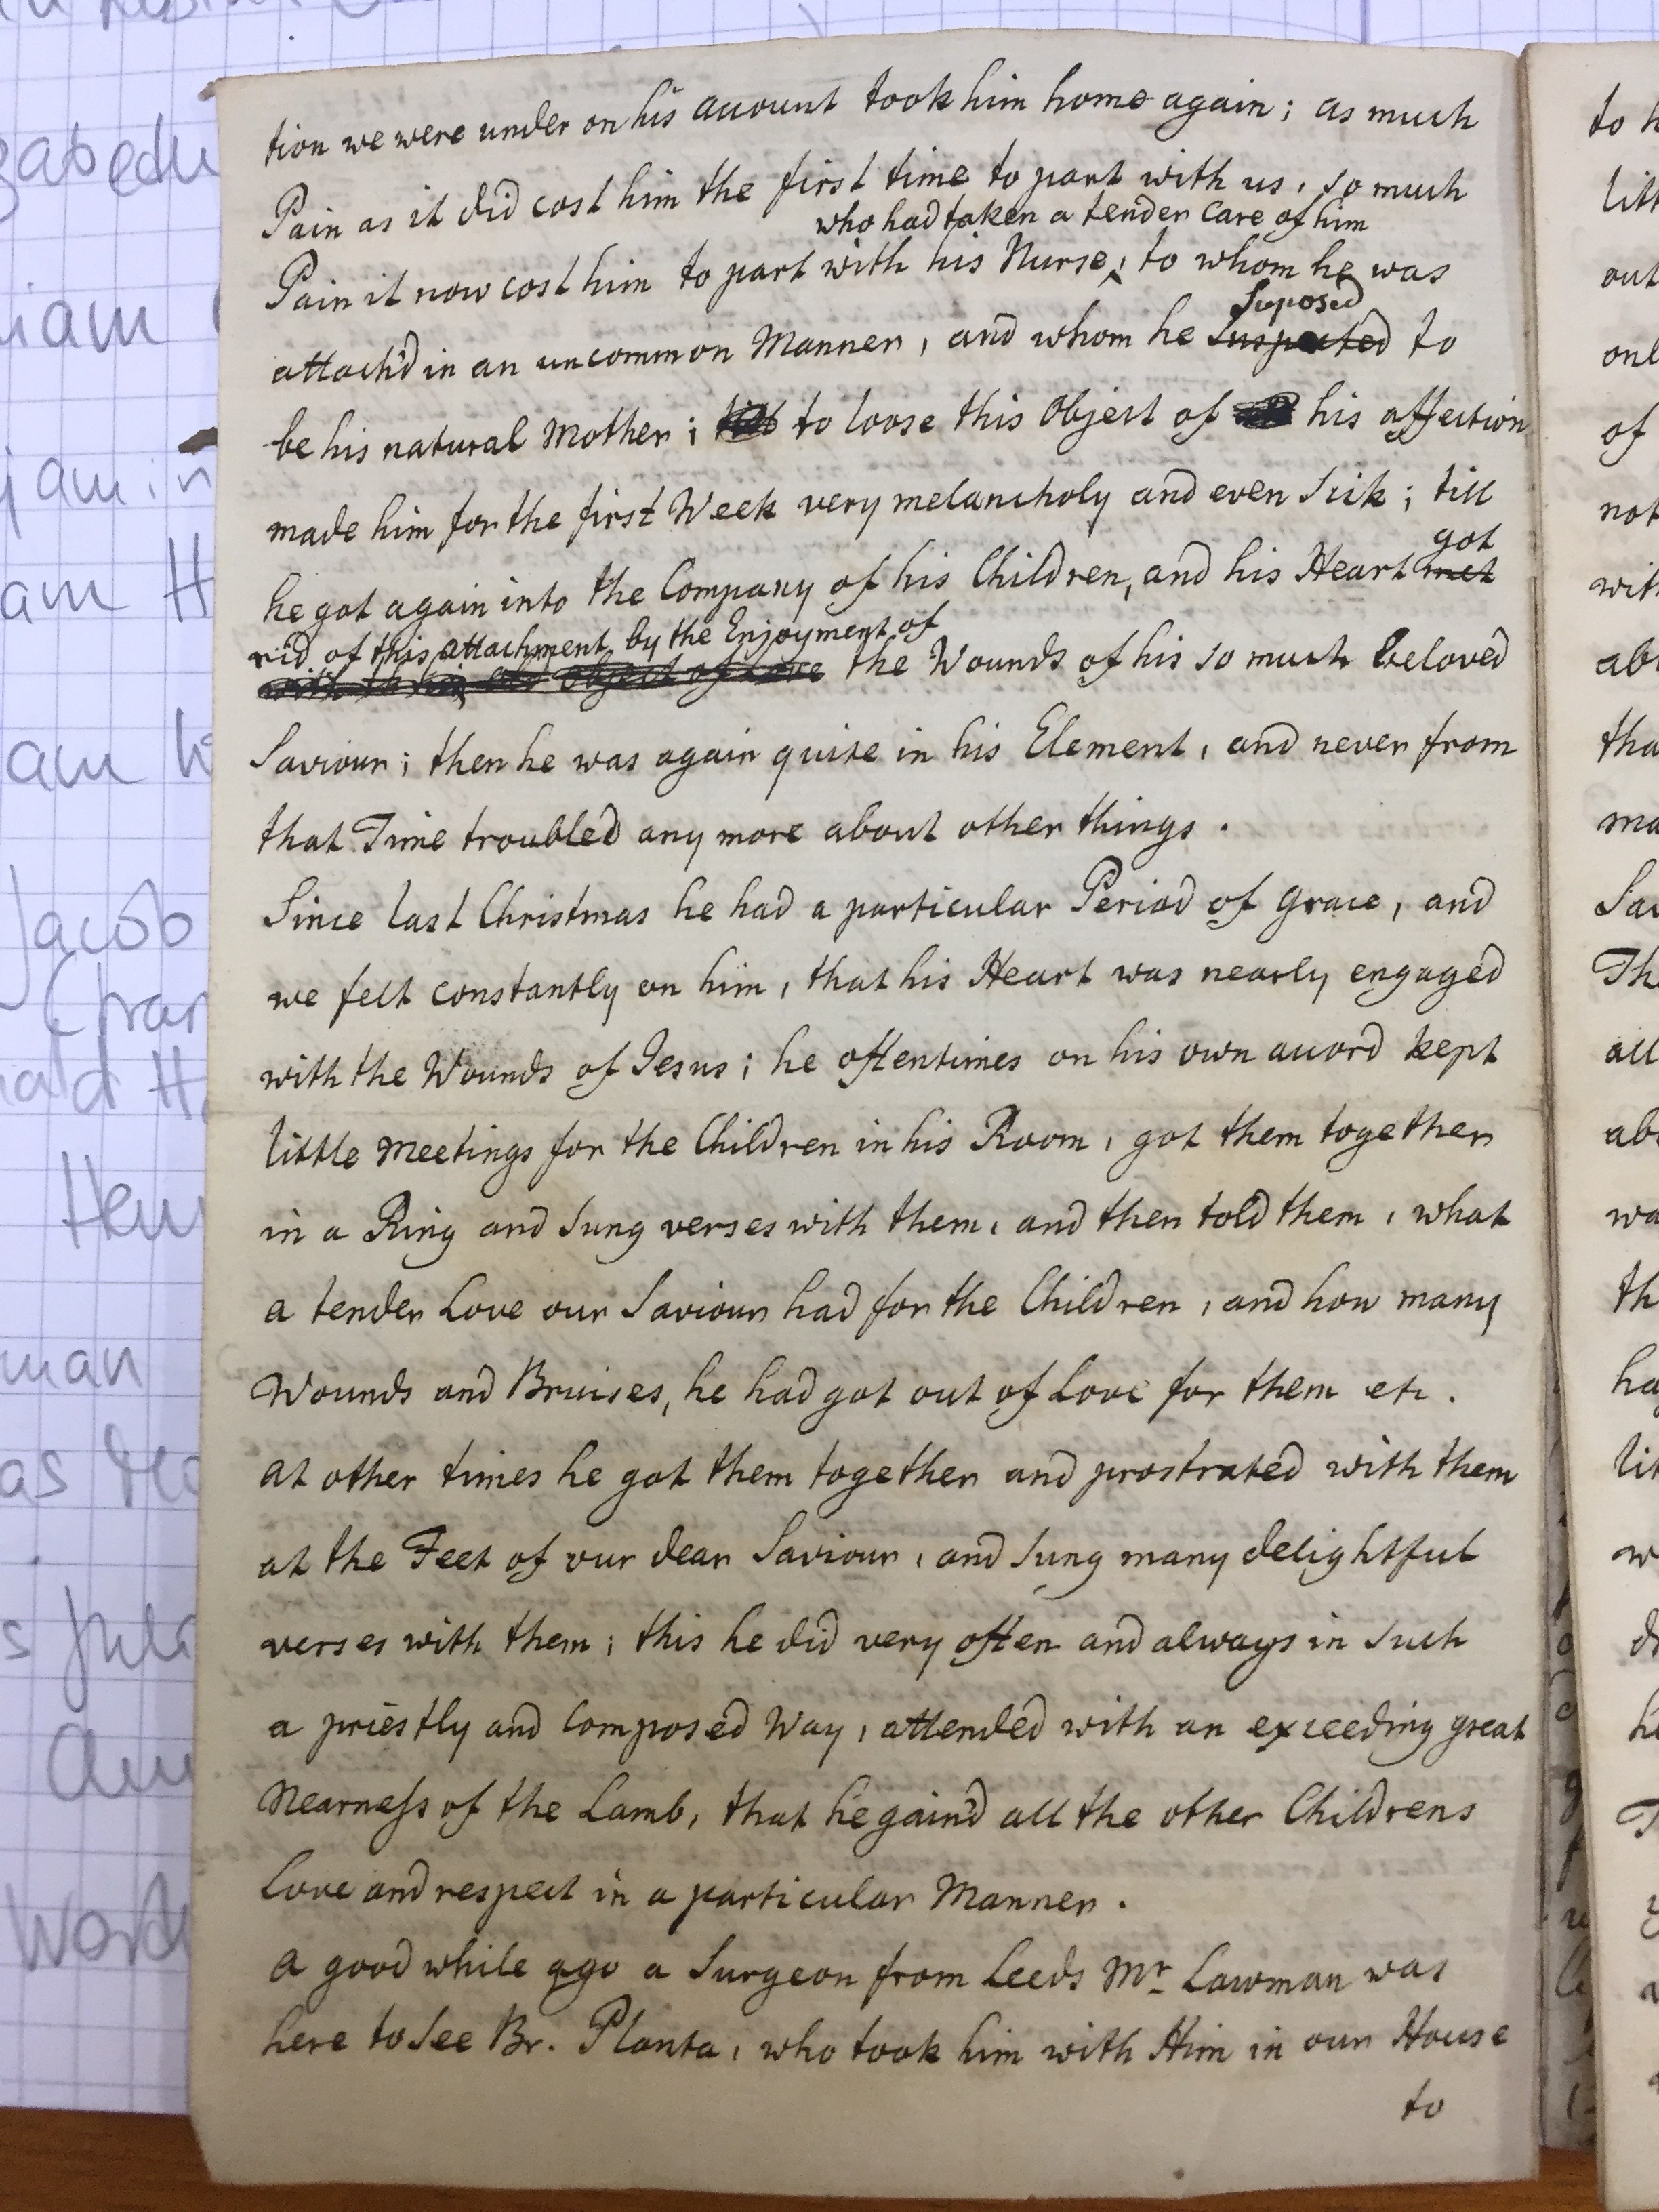 tion we were under on his account took him home again; as much
Pain as it did cost him the first time to part with us, so much
who had taken a tender Care of him
Pain it now cost him to part with his Nurse, to whom he was
Suposed
attach'd in an uncommon Manner, and whom he Suspected to
be his natural Mother; to loose this Object of his affection
made him for the first Week very melancholy and even Sick; till
got
he got again into the Company of his Children, and his Heart met
rid of this attachment by the Enjoyment of
object of Love the Wounds of his so much Beloved
Saviour; then he was again quite in his Element, and never from
that Time troubled any more about other things.
Since last Christmas he had a particular Period of Grace, and
we felt constantly on him, that his Heart was nearly engaged
with the Wounds of Jesus; he oftentimes on his own accord kept
little Meetings for the Children in his Room, got them together
in a Ring and Sung verses with them, and then told them, what
a tender Love our Saviour had for the Children, and how many
Wounds and Bruises, he had got out of Love for them etc.
at other times he got them together and prostrated with them
at the Feet of our dear Saviour, and Sung many delightful
verses with them; this he did very often and always in Such
a priestly and Composed Way, attended with an exceeding great
Nearness of the Lamb, that he gain'd all the other Childrens
Love and respect in a particular Manner.
A good while ago a Surgeon from Leeds Mr. Lawman was
here to See Br. Planta, who took him with Him in our House
to